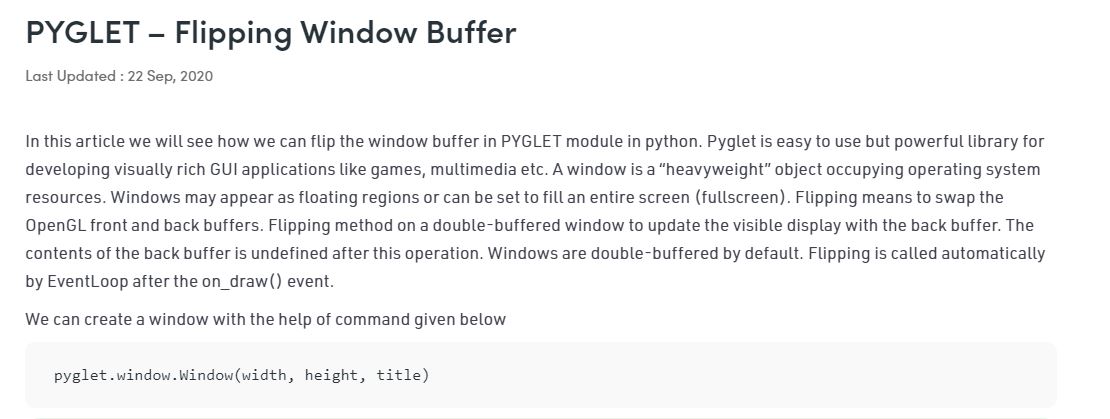 PYGLET – Flipping Window Buffer
Last Updated : 22 Sep, 2020
In this article we will see how we can flip the window buffer in PYGLET module in python. Pyglet is easy to use but powerful library for
developing visually rich GUI applications like games, multimedia etc. A window is a “heavyweight” object occupying operating system
resources. Windows may appear as floating regions or can be set to fill an entire screen (fullscreen). Flipping means to swap the
OpenGL front and back buffers. Flipping method on a double-buffered window to update the visible display with the back buffer. The
contents of the back buffer is undefined after this operation. Windows are double-buffered by default. Flipping is called automatically
by EventLoop after the on_draw() event.
We can create a window with the help of command given below
pyglet.window.Window(width, height, title)